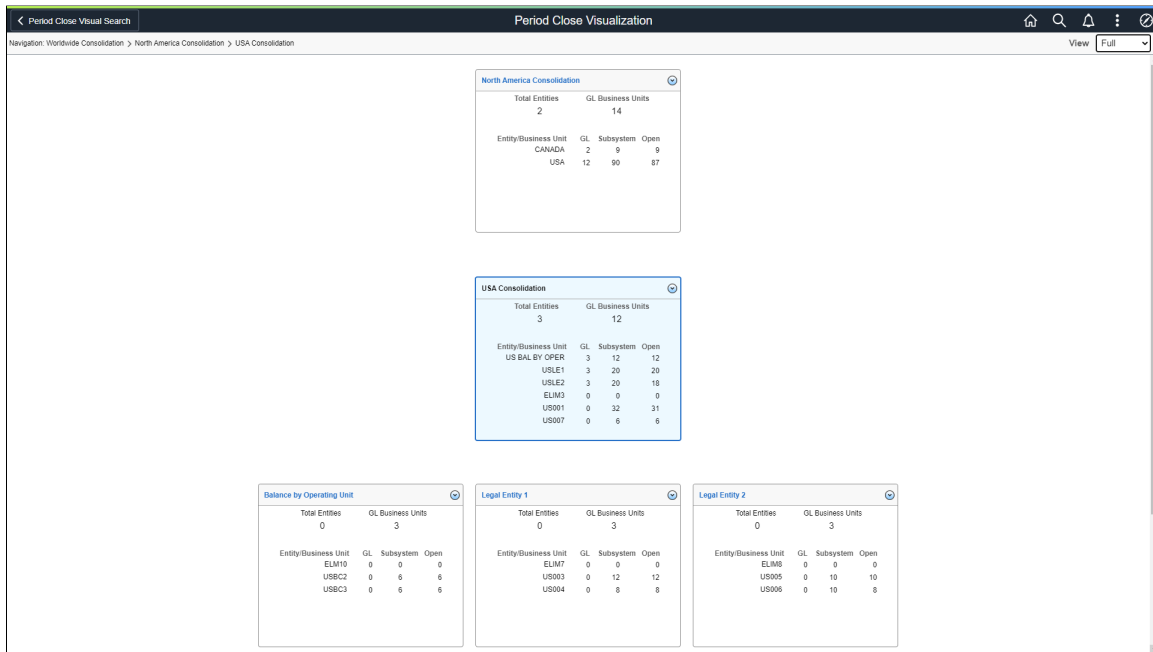 Period Close Visual Search
Period Close Visualization
Navigation: Worldwide Consolidation > North America Consolidation > USA Consolidation
View Full
North America Consolidation
Total Entities GL Business Units
2 14
Entity/Business Unit GL Subsystem Open
CANADA 2 9 9
USA 12 90 87
USA Consolidation
Total Entities GL Business Units
3 12
Entity/Business Unit GL Subsystem Open
US BAL BY OPER 3 12 12
USLE1 3 20 20
USLE2 3 20 18
ELIM3 0 0 0
US001 0 32 31
US007 0 6 6
Balance by Operating Unit
Total Entities GL Business Units
0 3
Entity/Business Unit GL Subsystem Open
ELM10 0 0 0
USBC2 0 6 6
USBC3 0 6 6
Legal Entity 1
Total Entities GL Business Units
0 3
Entity/Business Unit GL Subsystem Open
ELIM7 0 0 0
US003 0 12 12
US004 0 8 8
Legal Entity 2
Total Entities GL Business Units
0 3
Entity/Business Unit GL Subsystem Open
ELIM8 0 0 0
US005 0 10 10
US006 0 10 8